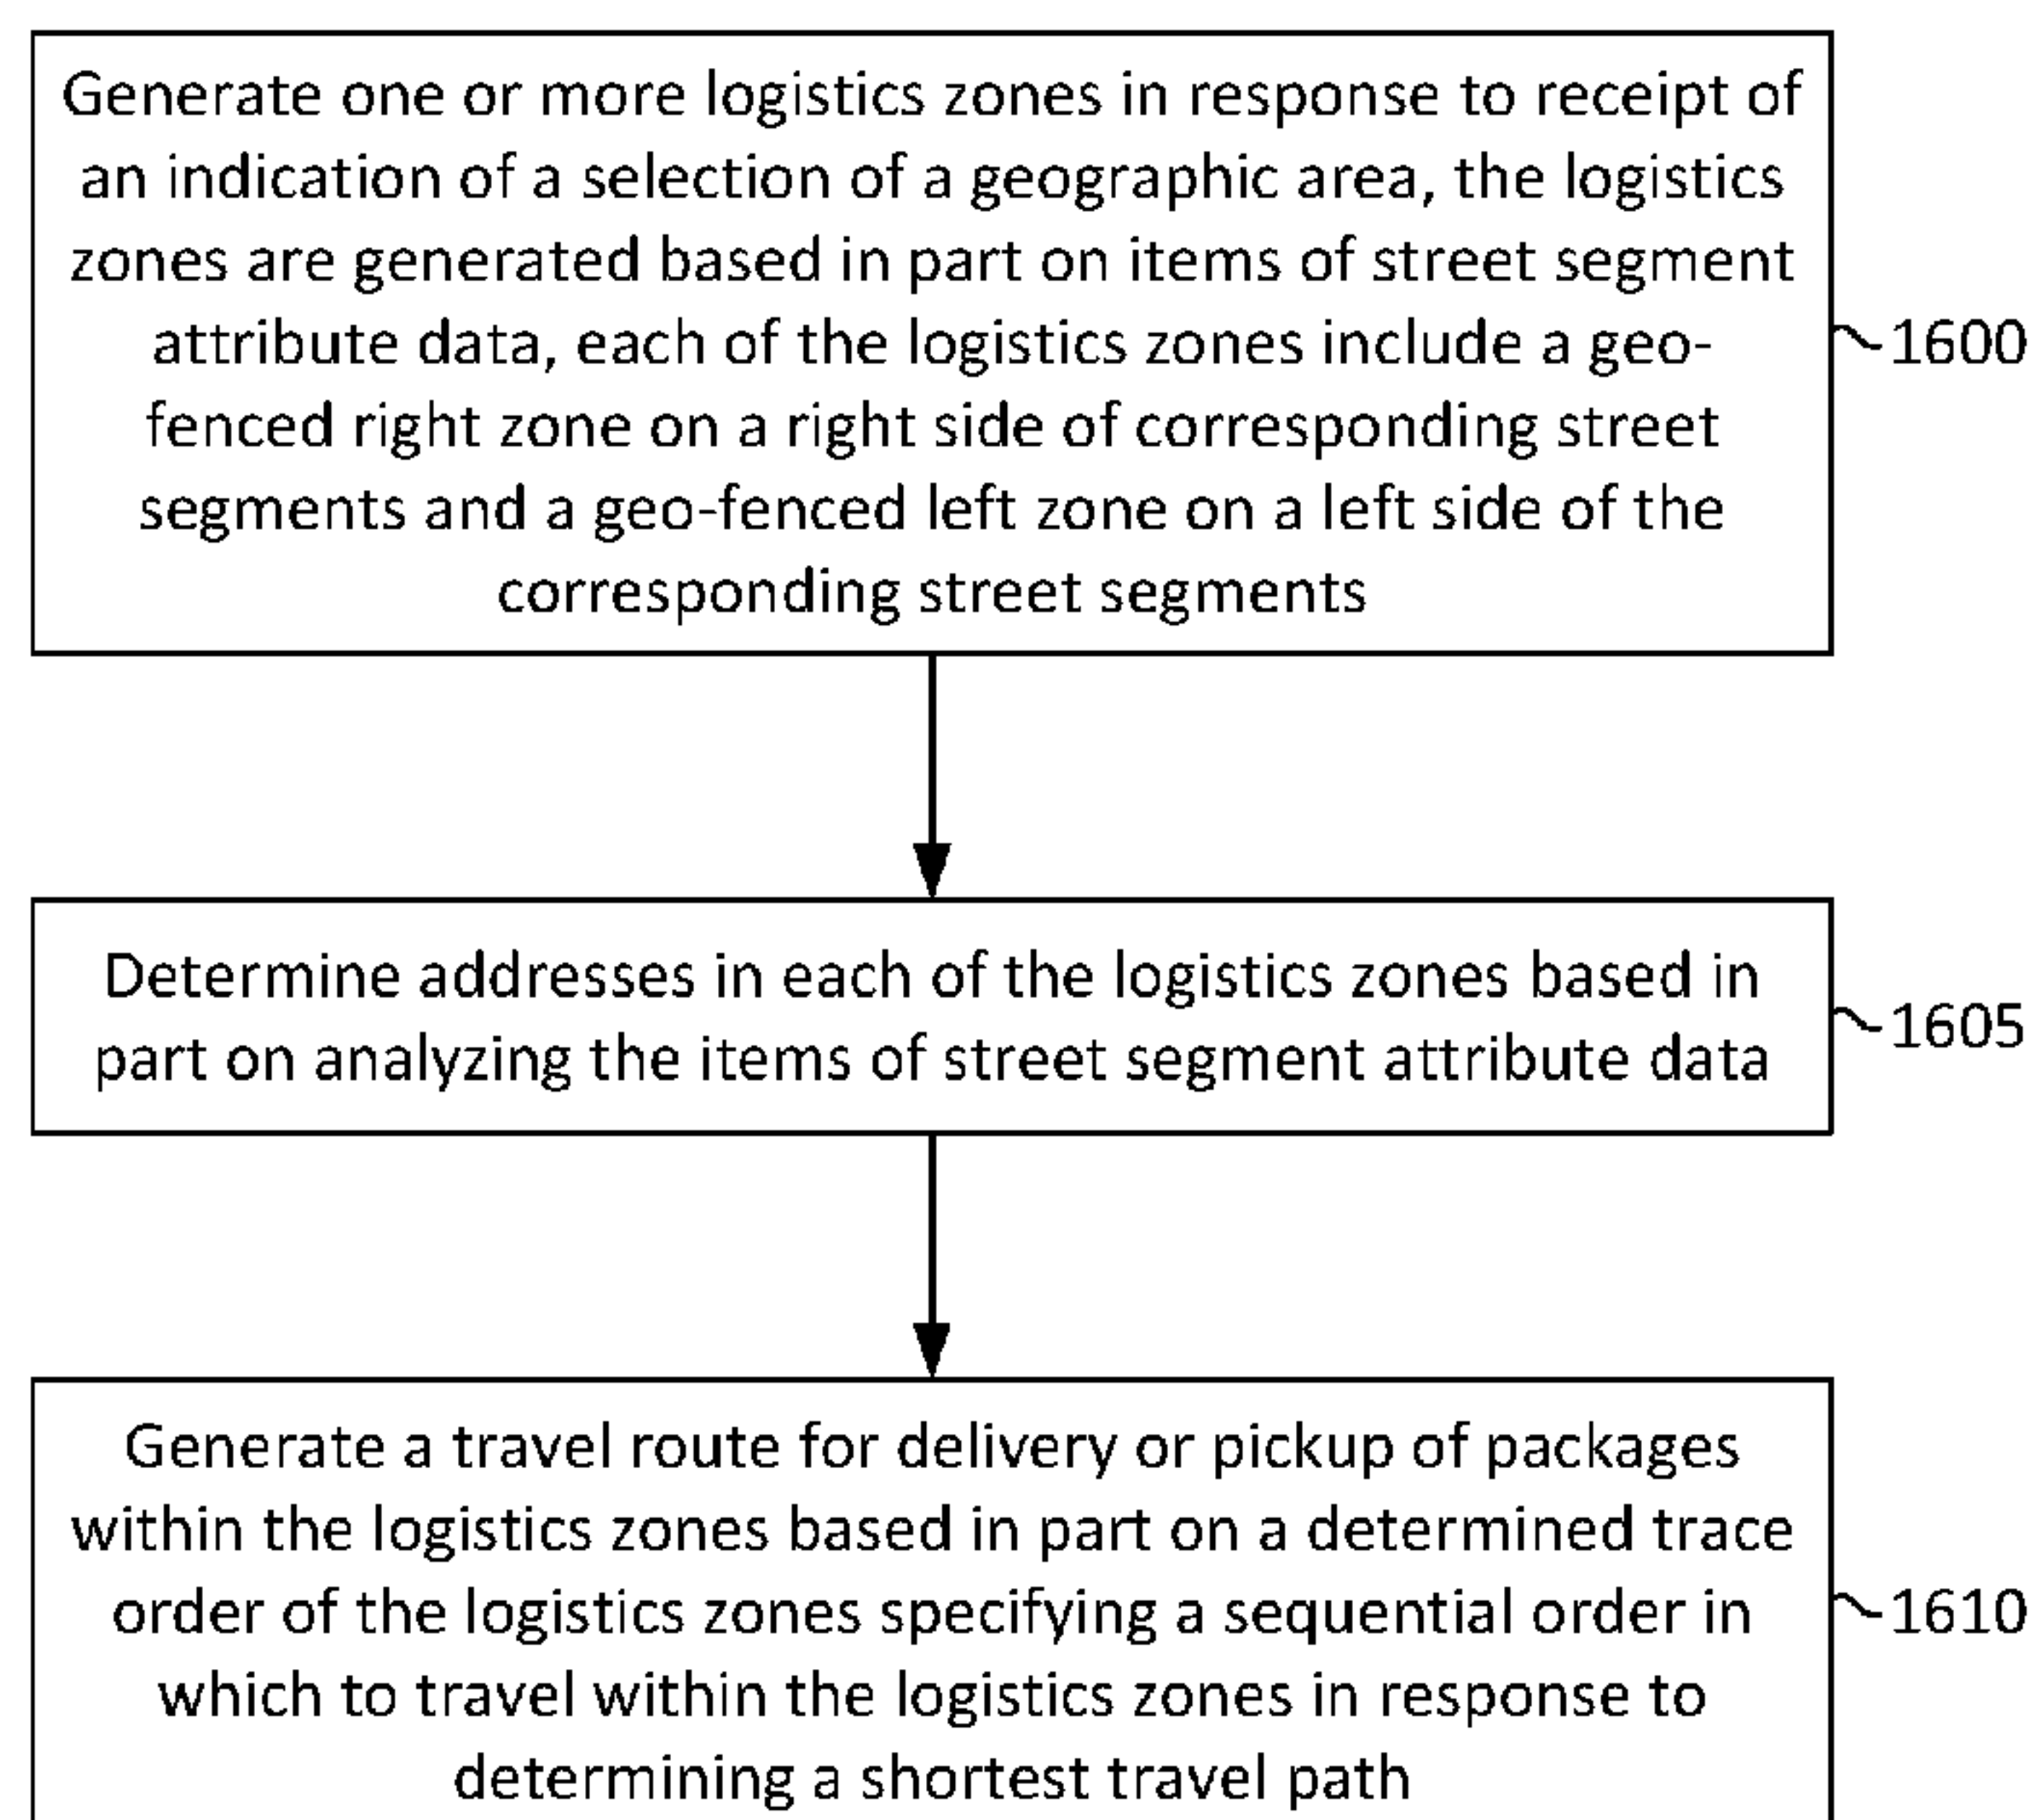 Generate one or more logistics zones in response to receipt of
an indication of a selection of a geographic area, the logistics
zones are generated based in part on items of street segment
attribute data, each of the logistics zones include a geo-
fenced right zone on a right side of corresponding street
segments and a geo-fenced left zone on a left side of the
corresponding street segments
1600
Determine addresses in each of the logistics zones based in
part on analyzing the items of street segment attribute data
1605
Generate a travel route for delivery or pickup of packages
within the logistics zones based in part on a determined trace
order of the logistics zones specifying a sequential order in
which to travel within the logistics zones in response to
determining a shortest travel path
1610